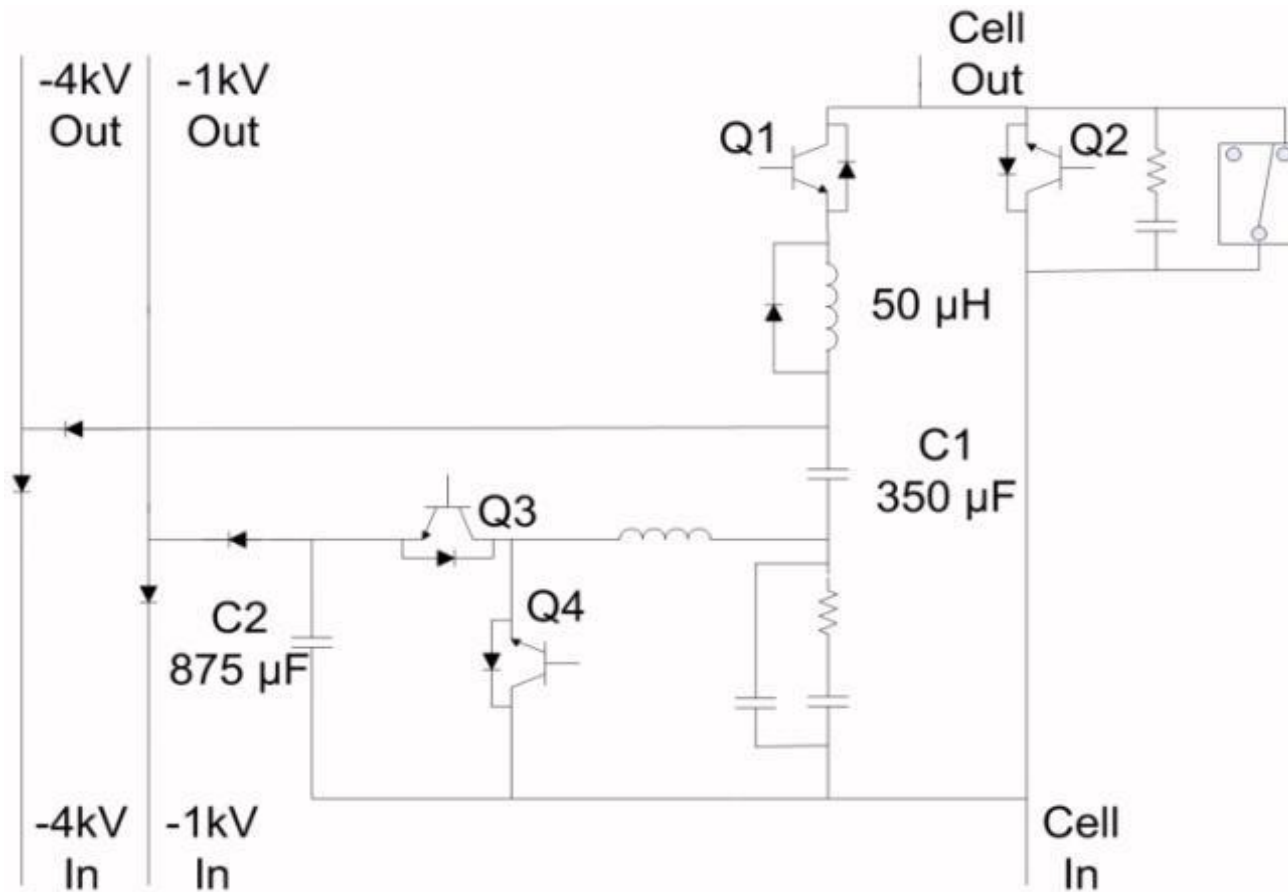 -4kV
Out
-1kV
Out
Cell
Out
Q1
Q2
50 µH
C1
350 µF
Q3
Q4
C2
875 µF
-4kV
In
-1kV
In
Cell
In